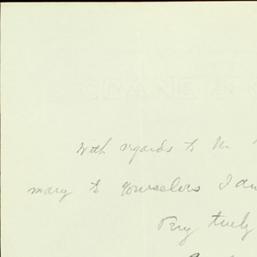 With regards to
mary to yourselves I am
Very truly